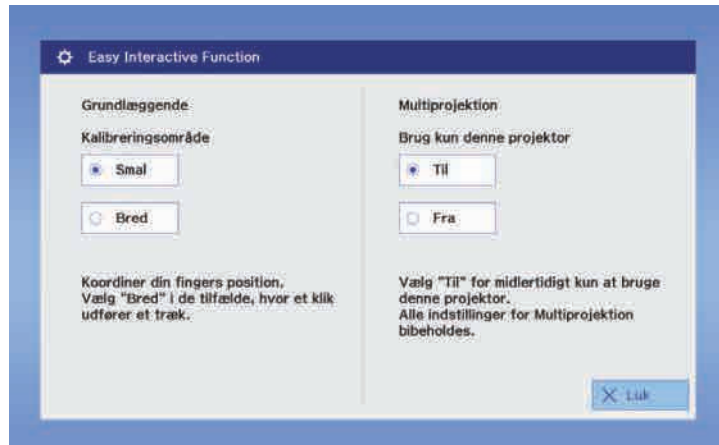 Easy Interactive Function
Grundlæggende
Kalibreringsområde
Smal
Bred
Koordiner din fingers position.
Vælg "Bred" i de tilfælde, hvor et klik
udfører et træk.
Multiprojektion
Brug kun denne projektor
Til
Fra
Vælg "Til" for midlertidigt kun at bruge
denne projektor.
Alle indstillinger for Multiprojektion
bibeholdes.
Luk